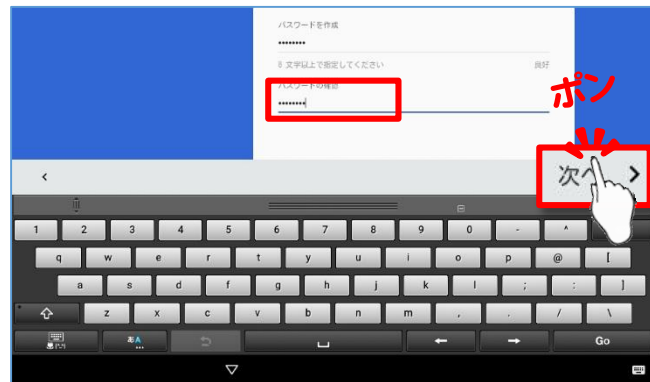 パスワードを作成
••••••••
8 文字以上で指定してください 良好
パスワードの確認
••••••••
ポン
次へ
1 2 3 4 5 6 7 8 9 0 - ^
q w e r t y u i o p @ [
a s d f g h j k l ; : ]
z x c v b n m , . / \
あA Go